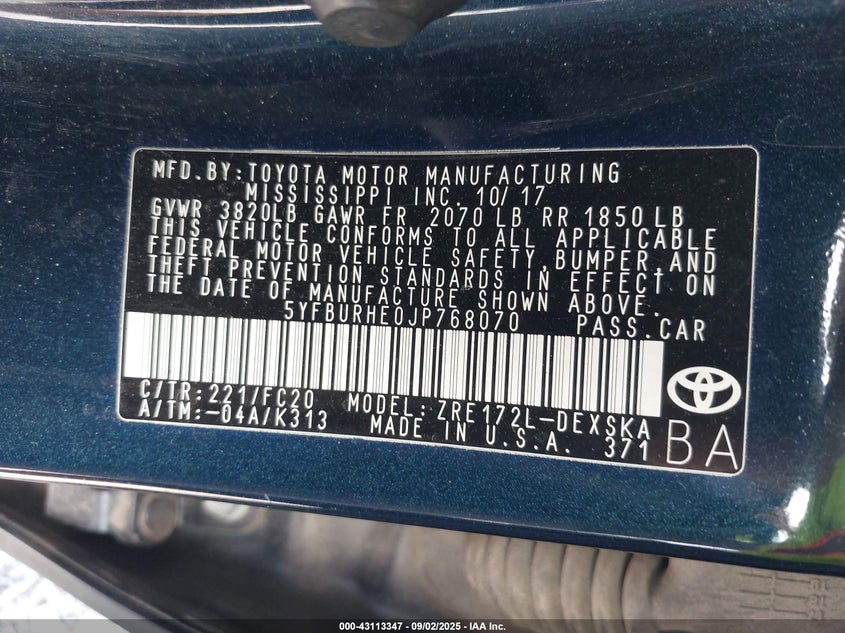 MFD.BY:TOYOTA MOTOR MANUFACTURING
MISSISSIPPI INC. 10/17
GVWR 3820LB GAWR FR 2070 LB RR 1850 LB
THIS VEHICLE CONFORMS TO ALL APPLICABLE
FEDERAL MOTOR VEHICLE SAFETY,BUMPER,AND
THEFT PREVENTION STANDARDS IN EFFECT ON
THE DATE OF MANUFACTURE SHOWN ABOVE.
5YFBURHE0JP768070 PASS.CAR
C/TR:221/FC20 MODEL:ZRE172L-DEXSKA
A/TM:-04A/K313 MADE IN U.S.A. 371
BA
000-43113347 - 09/02/2025 - IAA Inc.